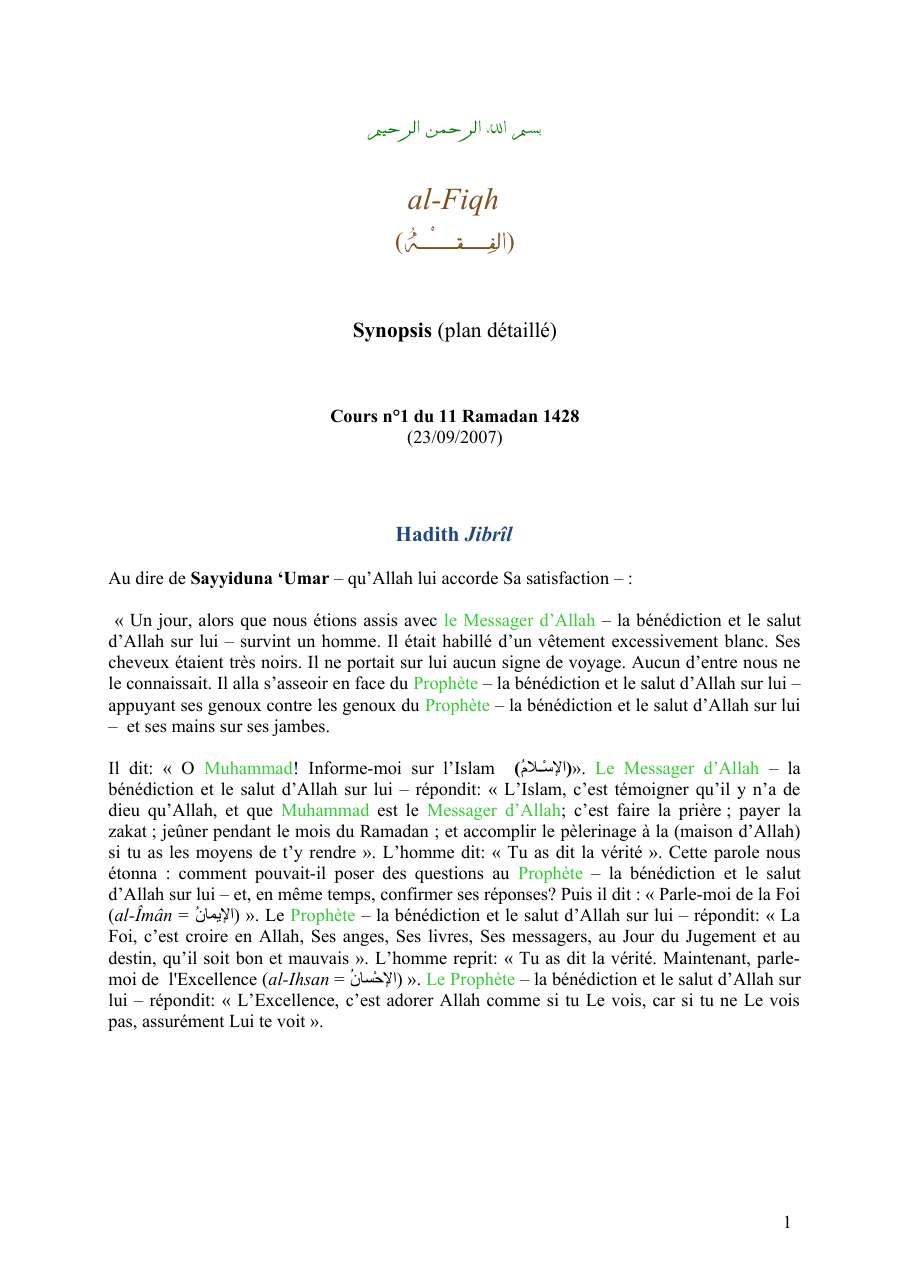 بسم الله الرحمن الرحيم
al-Fiqh
(الفِـــقـــــْـــهُ)
Synopsis (plan détaillé)
Cours n°1 du 11 Ramadan 1428
(23/09/2007)
Hadith Jibrîl
Au dire de Sayyiduna ‘Umar – qu’Allah lui accorde Sa satisfaction – :
« Un jour, alors que nous étions assis avec le Messager d’Allah – la bénédiction et le salut
d’Allah sur lui – survint un homme. Il était habillé d’un vêtement excessivement blanc. Ses
cheveux étaient très noirs. Il ne portait sur lui aucun signe de voyage. Aucun d’entre nous ne
le connaissait. Il alla s’asseoir en face du Prophète – la bénédiction et le salut d’Allah sur lui –
appuyant ses genoux contre les genoux du Prophète – la bénédiction et le salut d’Allah sur lui
– et ses mains sur ses jambes.
Il dit: « O Muhammad! Informe-moi sur l’Islam (الإسْـلامُ)». Le Messager d’Allah – la
bénédiction et le salut d’Allah sur lui – répondit: « L’Islam, c’est témoigner qu’il y n’a de
dieu qu’Allah, et que Muhammad est le Messager d’Allah; c’est faire la prière ; payer la
zakat ; jeûner pendant le mois du Ramadan ; et accomplir le pèlerinage à la (maison d’Allah)
si tu as les moyens de t’y rendre ». L’homme dit: « Tu as dit la vérité ». Cette parole nous
étonna : comment pouvait-il poser des questions au Prophète – la bénédiction et le salut
d’Allah sur lui – et, en même temps, confirmer ses réponses? Puis il dit : « Parle-moi de la Foi
(al-Îmân = الإيمانُ) ». Le Prophète – la bénédiction et le salut d’Allah sur lui – répondit: « La
Foi, c’est croire en Allah, Ses anges, Ses livres, Ses messagers, au Jour du Jugement et au
destin, qu’il soit bon et mauvais ». L’homme reprit: « Tu as dit la vérité. Maintenant, parle-
moi de l'Excellence (al-Ihsan = الإحْسانُ) ». Le Prophète – la bénédiction et le salut d’Allah sur
lui – répondit: « L’Excellence, c’est adorer Allah comme si tu Le vois, car si tu ne Le vois
pas, assurément Lui te voit ».
1